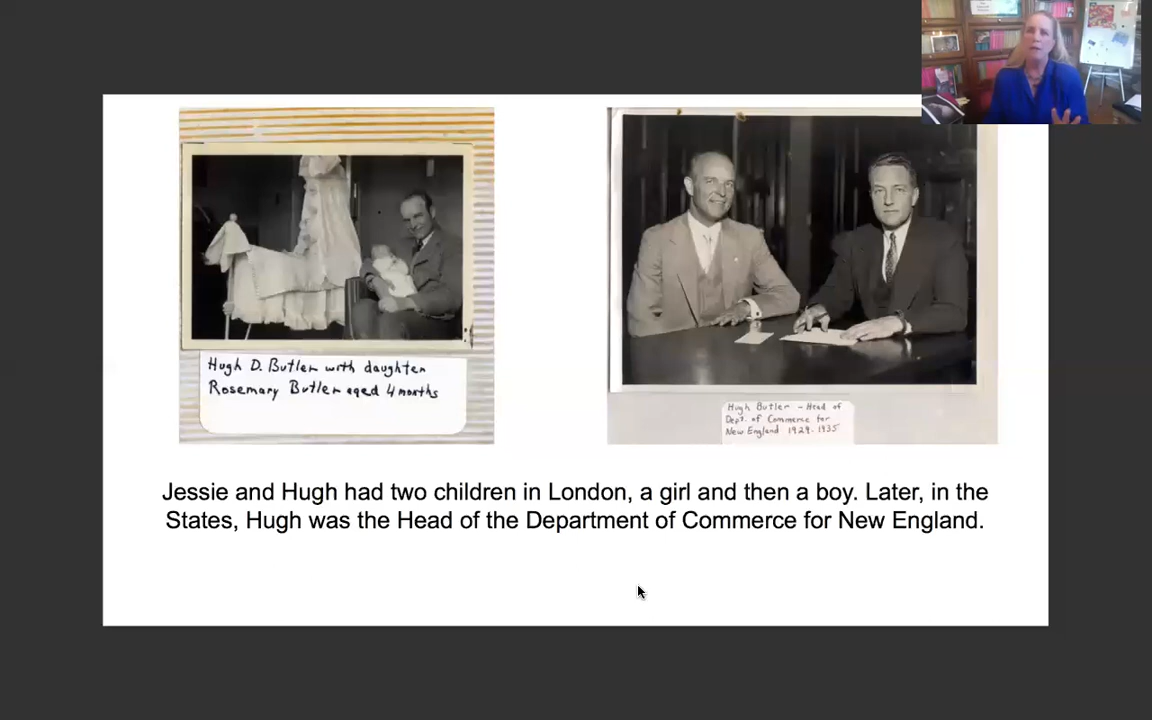 Hugh D. Butler with daughter
Rosemary Butler aged 4 months
Hugh Butler - Head of
Dept. of Commerce for
New England 1929-1935
Jessie and Hugh had two children in London, a girl and then a boy. Later, in the
States, Hugh was the Head of the Department of Commerce for New England.